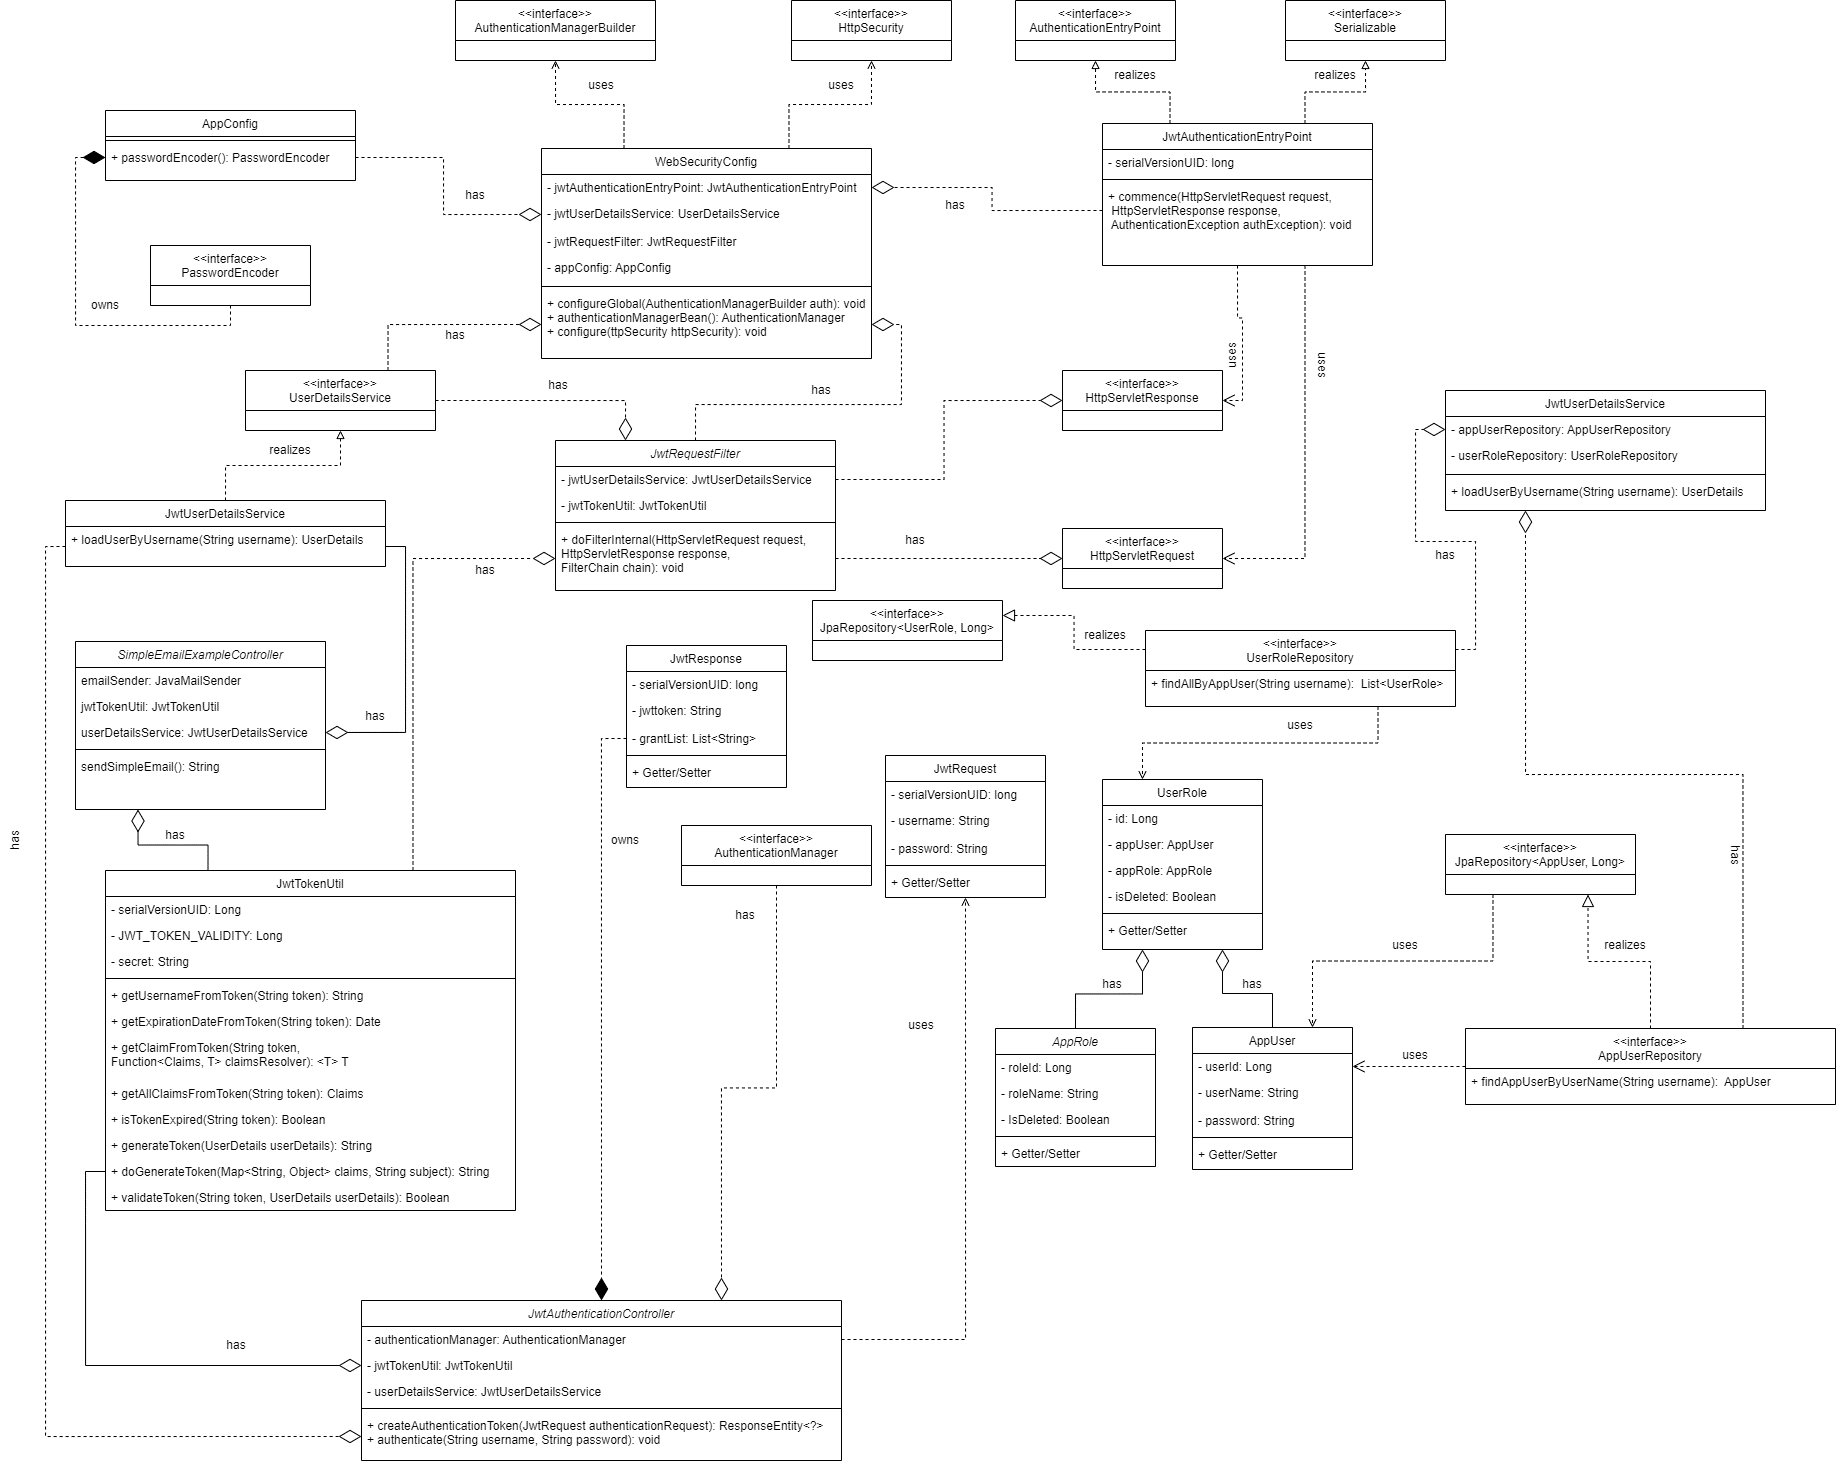 <<interface>>
AuthenticationManagerBuilder
<<interface>>
HttpSecurity
<<interface>>
AuthenticationEntryPoint
<<interface>>
Serializable
uses
uses
realizes
realizes
AppConfig
+ passwordEncoder(): PasswordEncoder
has
<<interface>>
PasswordEncoder
owns
WebSecurityConfig
- jwtAuthenticationEntryPoint: JwtAuthenticationEntryPoint
- jwtUserDetailsService: UserDetailsService
- jwtRequestFilter: JwtRequestFilter
- appConfig: AppConfig
+ configureGlobal(AuthenticationManagerBuilder auth): void
+ authenticationManagerBean(): AuthenticationManager
+ configure(ttpSecurity httpSecurity): void
has
JwtAuthenticationEntryPoint
- serialVersionUID: long
+ commence(HttpServletRequest request,
HttpServletResponse response,
AuthenticationException authException): void
has
has
has
uses
uses
<<interface>>
UserDetailsService
realizes
<<interface>>
HttpServletResponse
JwtUserDetailsService
- appUserRepository: AppUserRepository
- userRoleRepository: UserRoleRepository
+ loadUserByUsername(String username): UserDetails
has
JwtRequestFilter
- jwtUserDetailsService: JwtUserDetailsService
- jwtTokenUtil: JwtTokenUtil
+ doFilterInternal(HttpServletRequest request,
HttpServletResponse response,
FilterChain chain): void
has
has
<<interface>>
HttpServletRequest
JwtUserDetailsService
+ loadUserByUsername(String username): UserDetails
<<interface>>
JpaRepository<UserRole, Long>
realizes
<<interface>>
UserRoleRepository
+ findAllByAppUser(String username):  List<UserRole>
uses
SimpleEmailExampleController
emailSender: JavaMailSender
jwtTokenUtil: JwtTokenUtil
userDetailsService: JwtUserDetailsService
sendSimpleEmail(): String
has
has
has
JwtResponse
- serialVersionUID: long
- jwttoken: String
- grantList: List<String>
+ Getter/Setter
owns
<<interface>>
AuthenticationManager
has
JwtRequest
- serialVersionUID: long
- username: String
- password: String
+ Getter/Setter
uses
UserRole
- id: Long
- appUser: AppUser
- appRole: AppRole
- isDeleted: Boolean
+ Getter/Setter
has
has
<<interface>>
JpaRepository<AppUser, Long>
has
uses
realizes
JwtTokenUtil
- serialVersionUID: Long
- JWT_TOKEN_VALIDITY: Long
- secret: String
+ getUsernameFromToken(String token): String
+ getExpirationDateFromToken(String token): Date
+ getClaimFromToken(String token,
Function<Claims, T> claimsResolver): <T> T
+ getAllClaimsFromToken(String token): Claims
+ isTokenExpired(String token): Boolean
+ generateToken(UserDetails userDetails): String
+ doGenerateToken(Map<String, Object> claims, String subject): String
+ validateToken(String token, UserDetails userDetails): Boolean
AppRole
- roleId: Long
- roleName: String
- IsDeleted: Boolean
+ Getter/Setter
AppUser
- userId: Long
- userName: String
- password: String
+ Getter/Setter
uses
<<interface>>
AppUserRepository
+ findAppUserByUserName(String username):  AppUser
has
JwtAuthenticationController
- authenticationManager: AuthenticationManager
- jwtTokenUtil: JwtTokenUtil
- userDetailsService: JwtUserDetailsService
+ createAuthenticationToken(JwtRequest authenticationRequest): ResponseEntity<?>
+ authenticate(String username, String password): void